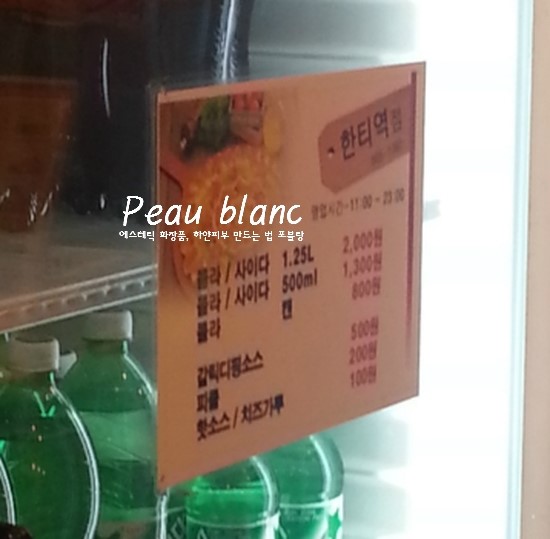 한티역점
영업시간-11:00 ~ 23:00
Peau blanc
에스테틱 화장품, 하얀피부 만드는 법 포블랑
콜라 / 사이다 1.25L 2,000원
콜라 / 사이다 500ml 1,300원
콜라 캔 800원
갈릭디핑소스 500원
피클 200원
핫소스 / 치즈가루 100원